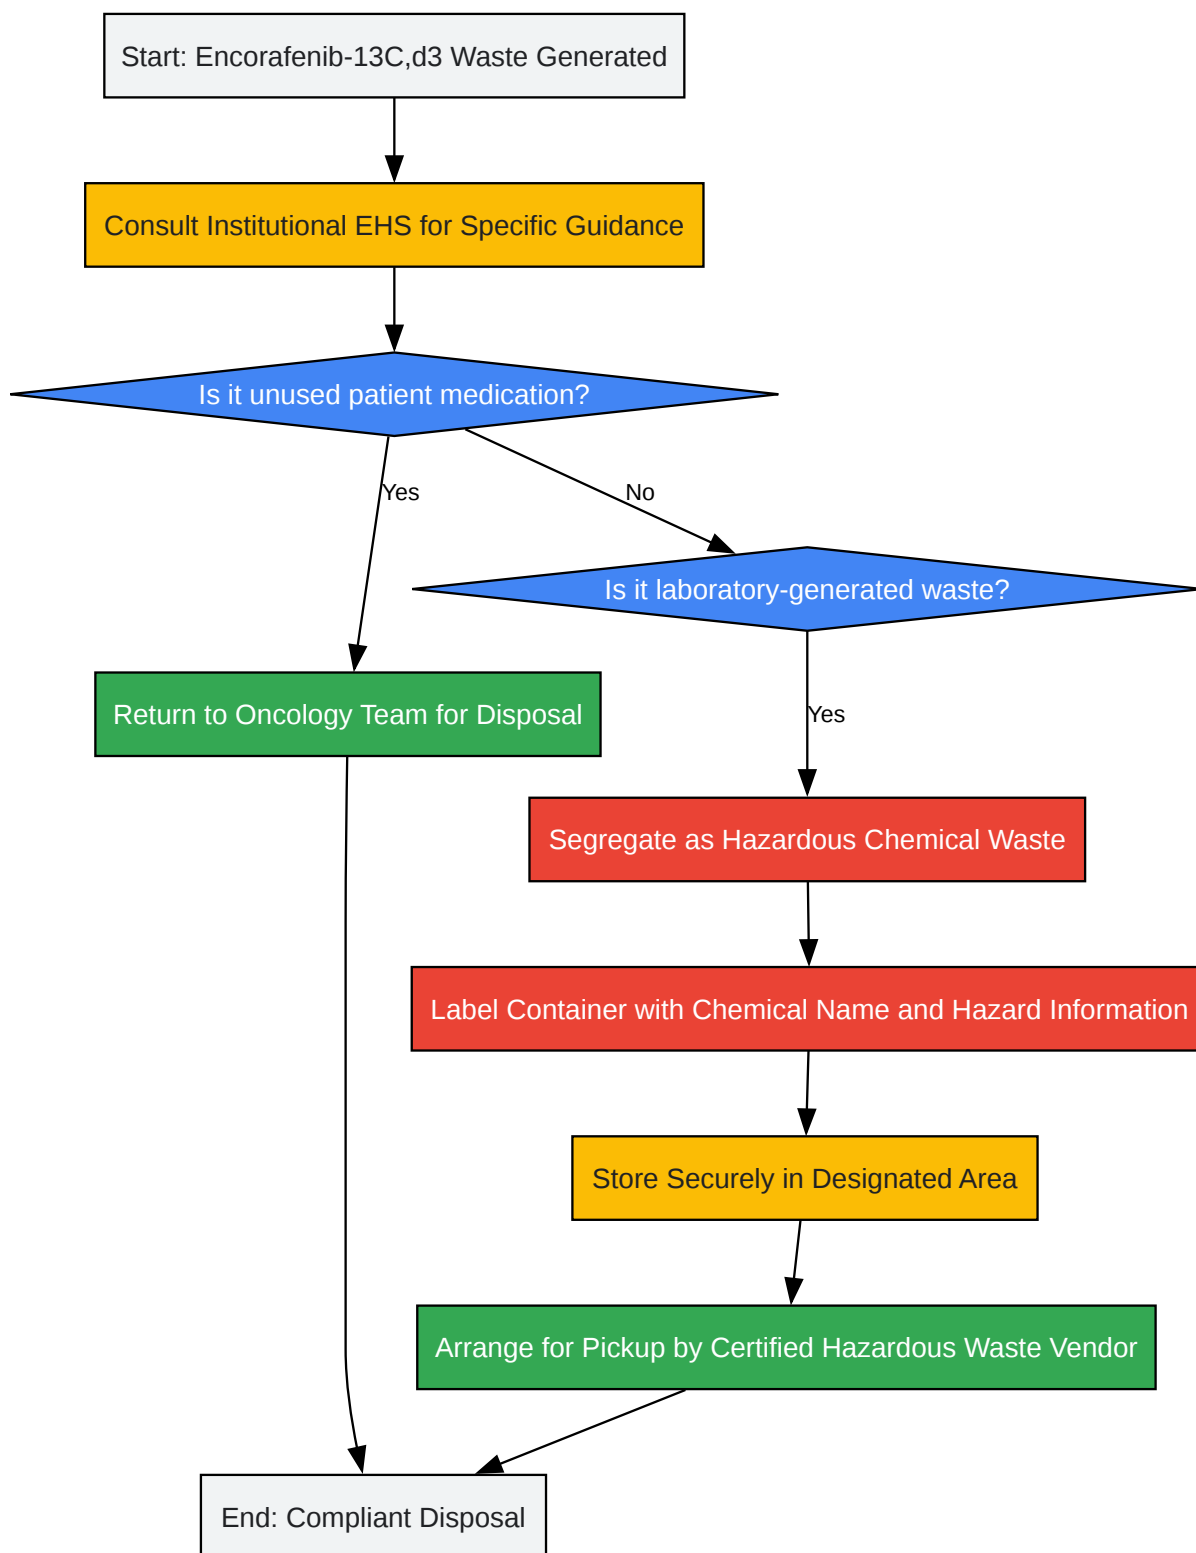 Start: Encorafenib-13C,d3 Waste Generated
Consult Institutional EHS for Specific Guidance
Is it unused patient medication?
Yes
No
Is it laboratory-generated waste?
Return to Oncology Team for Disposal
Yes
Segregate as Hazardous Chemical Waste
Label Container with Chemical Name and Hazard Information
Store Securely in Designated Area
Arrange for Pickup by Certified Hazardous Waste Vendor
End: Compliant Disposal